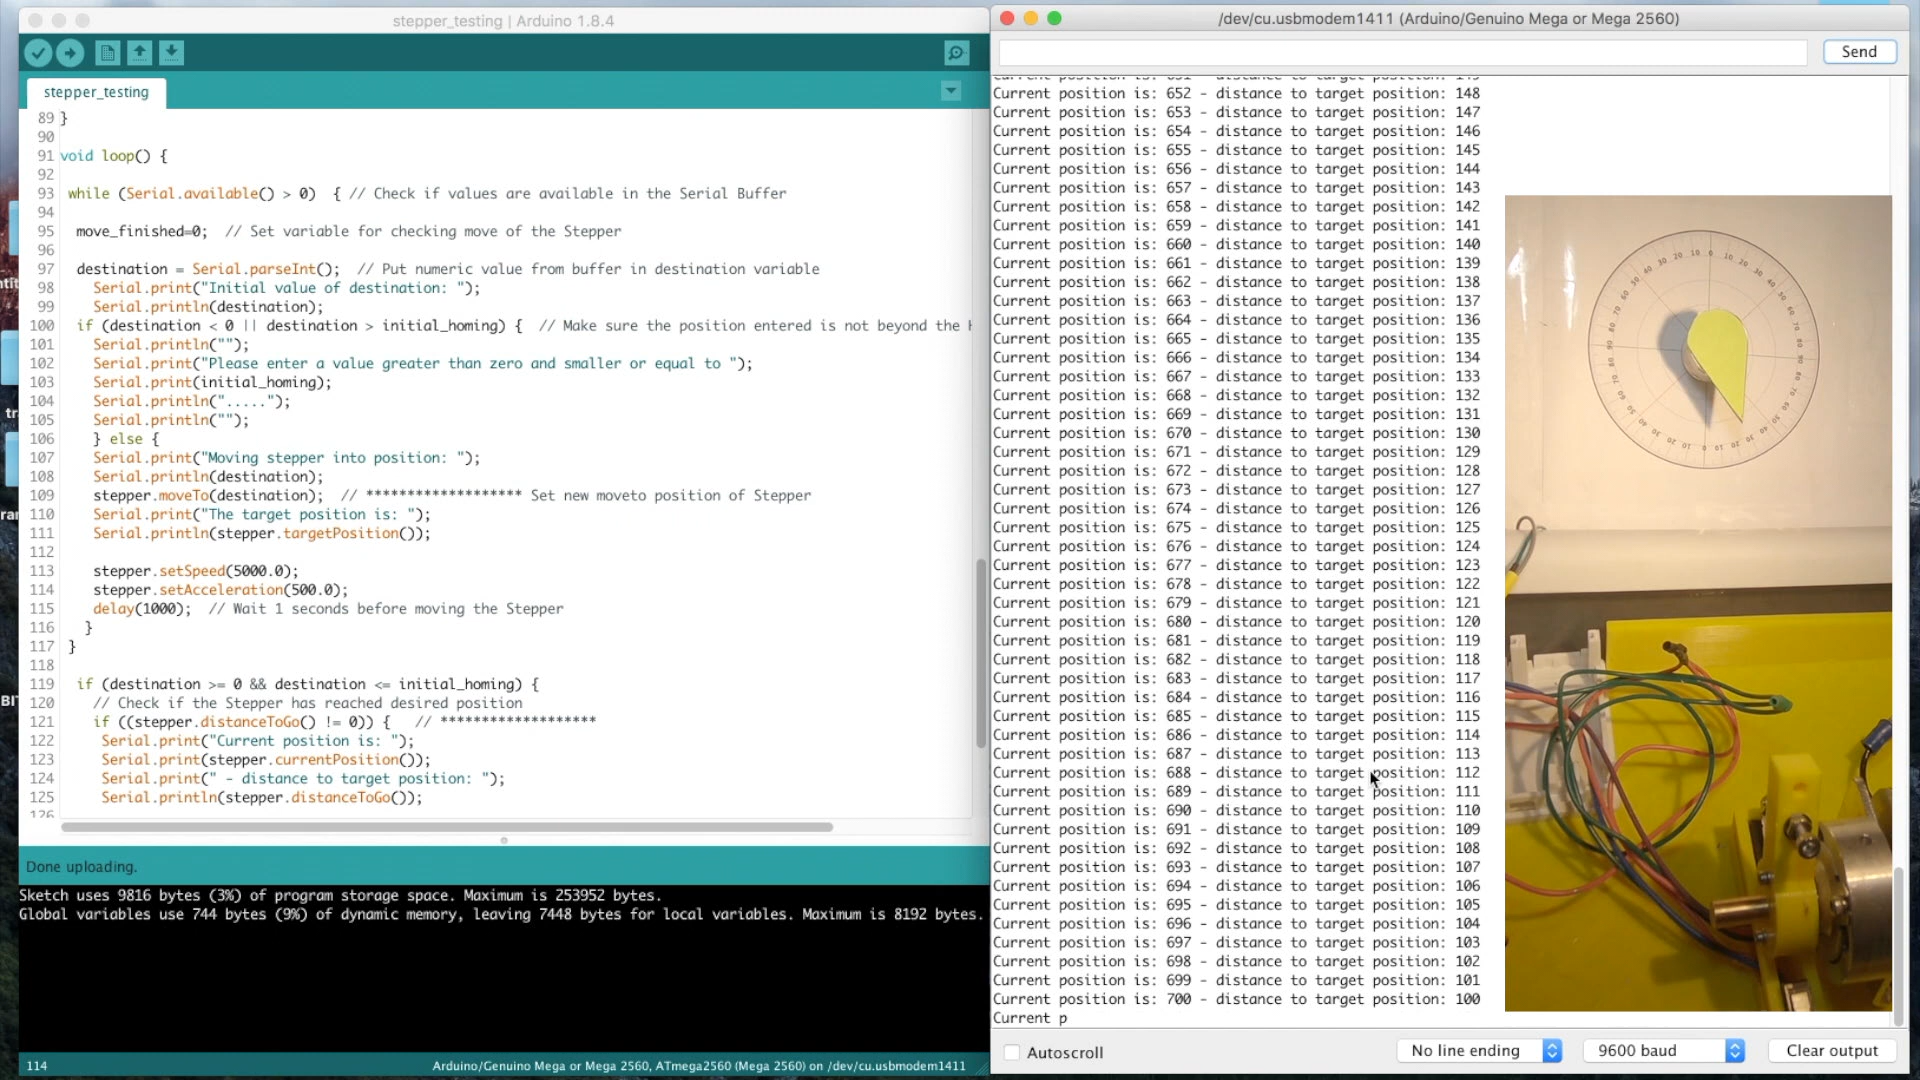 stepper_testing | Arduino 1.8.4
stepper_testing
89 }
90
91 void loop() {
92
93 while (Serial.available() > 0)  { // Check if values are available in the Serial Buffer
94
95 move_finished=0;  // Set variable for checking move of the Stepper
96
97 destination = Serial.parseInt();  // Put numeric value from buffer in destination variable
98 Serial.print("Initial value of destination: ");
99 Serial.println(destination);
100 if (destination < 0 || destination > initial_homing) {  // Make sure the position entered is not beyond the
101 Serial.println("");
102 Serial.print("Please enter a value greater than zero and smaller or equal to ");
103 Serial.print(initial_homing);
104 Serial.println(".....");
105 Serial.println("");
106 } else {
107 Serial.print("Moving stepper into position: ");
108 Serial.println(destination);
109 stepper.moveTo(destination);  // ******************* Set new moveto position of Stepper
110 Serial.print("The target position is: ");
111 Serial.println(stepper.targetPosition());
112
113 stepper.setSpeed(5000.0);
114 stepper.setAcceleration(500.0);
115 delay(1000);  // Wait 1 seconds before moving the Stepper
116 }
117 }
118
119 if (destination >= 0 && destination <= initial_homing) {
120 // Check if the Stepper has reached desired position
121 if ((stepper.distanceToGo() != 0)) {   // *******************
122 Serial.print("Current position is: ");
123 Serial.print(stepper.currentPosition());
124 Serial.print(" - distance to target position: ");
125 Serial.println(stepper.distanceToGo());
126
Done uploading.
Sketch uses 9816 bytes (3%) of program storage space. Maximum is 253952 bytes.
Global variables use 744 bytes (9%) of dynamic memory, leaving 7448 bytes for local variables. Maximum is 8192 bytes.
114
Arduino/Genuino Mega or Mega 2560, ATmega2560 (Mega 2560) on /dev/cu.usbmodem1411
/dev/cu.usbmodem1411 (Arduino/Genuino Mega or Mega 2560)
Send
Current position is: 651 - distance to target position: 149
Current position is: 652 - distance to target position: 148
Current position is: 653 - distance to target position: 147
Current position is: 654 - distance to target position: 146
Current position is: 655 - distance to target position: 145
Current position is: 656 - distance to target position: 144
Current position is: 657 - distance to target position: 143
Current position is: 658 - distance to target position: 142
Current position is: 659 - distance to target position: 141
Current position is: 660 - distance to target position: 140
Current position is: 661 - distance to target position: 139
Current position is: 662 - distance to target position: 138
Current position is: 663 - distance to target position: 137
Current position is: 664 - distance to target position: 136
Current position is: 665 - distance to target position: 135
Current position is: 666 - distance to target position: 134
Current position is: 667 - distance to target position: 133
Current position is: 668 - distance to target position: 132
Current position is: 669 - distance to target position: 131
Current position is: 670 - distance to target position: 130
Current position is: 671 - distance to target position: 129
Current position is: 672 - distance to target position: 128
Current position is: 673 - distance to target position: 127
Current position is: 674 - distance to target position: 126
Current position is: 675 - distance to target position: 125
Current position is: 676 - distance to target position: 124
Current position is: 677 - distance to target position: 123
Current position is: 678 - distance to target position: 122
Current position is: 679 - distance to target position: 121
Current position is: 680 - distance to target position: 120
Current position is: 681 - distance to target position: 119
Current position is: 682 - distance to target position: 118
Current position is: 683 - distance to target position: 117
Current position is: 684 - distance to target position: 116
Current position is: 685 - distance to target position: 115
Current position is: 686 - distance to target position: 114
Current position is: 687 - distance to target position: 113
Current position is: 688 - distance to target position: 112
Current position is: 689 - distance to target position: 111
Current position is: 690 - distance to target position: 110
Current position is: 691 - distance to target position: 109
Current position is: 692 - distance to target position: 108
Current position is: 693 - distance to target position: 107
Current position is: 694 - distance to target position: 106
Current position is: 695 - distance to target position: 105
Current position is: 696 - distance to target position: 104
Current position is: 697 - distance to target position: 103
Current position is: 698 - distance to target position: 102
Current position is: 699 - distance to target position: 101
Current position is: 700 - distance to target position: 100
Current p
Autoscroll
No line ending
9600 baud
Clear output